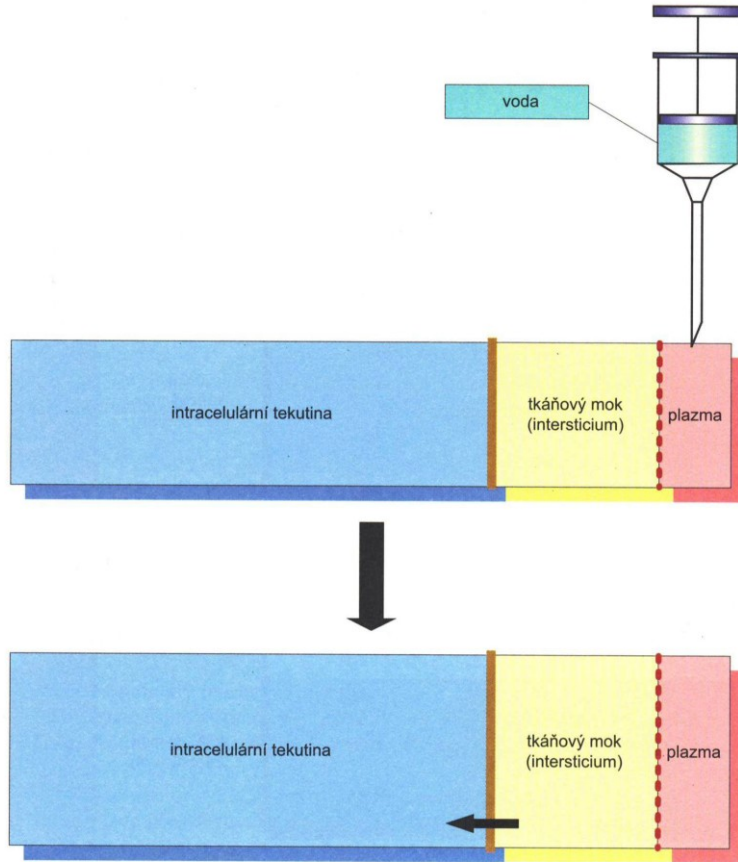 voda
intracelulární tekutina
tkáňový mok
(intersticium)
plazma
intracelulární tekutina
tkáňový mok
(intersticium)
plazma